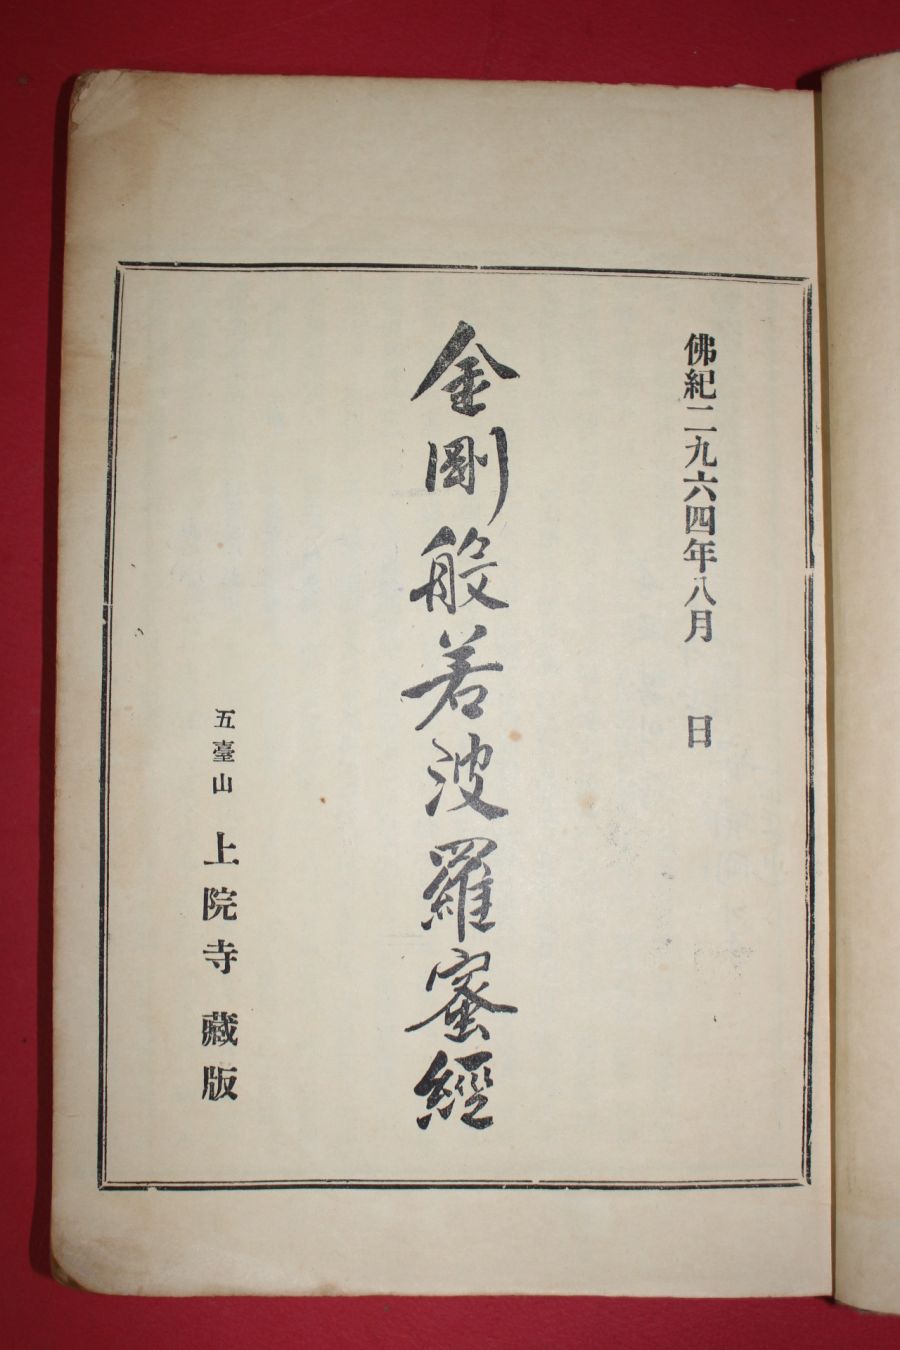 佛紀二九六四年八月　日
金剛般若波羅蜜經
五臺山 上院寺 藏版